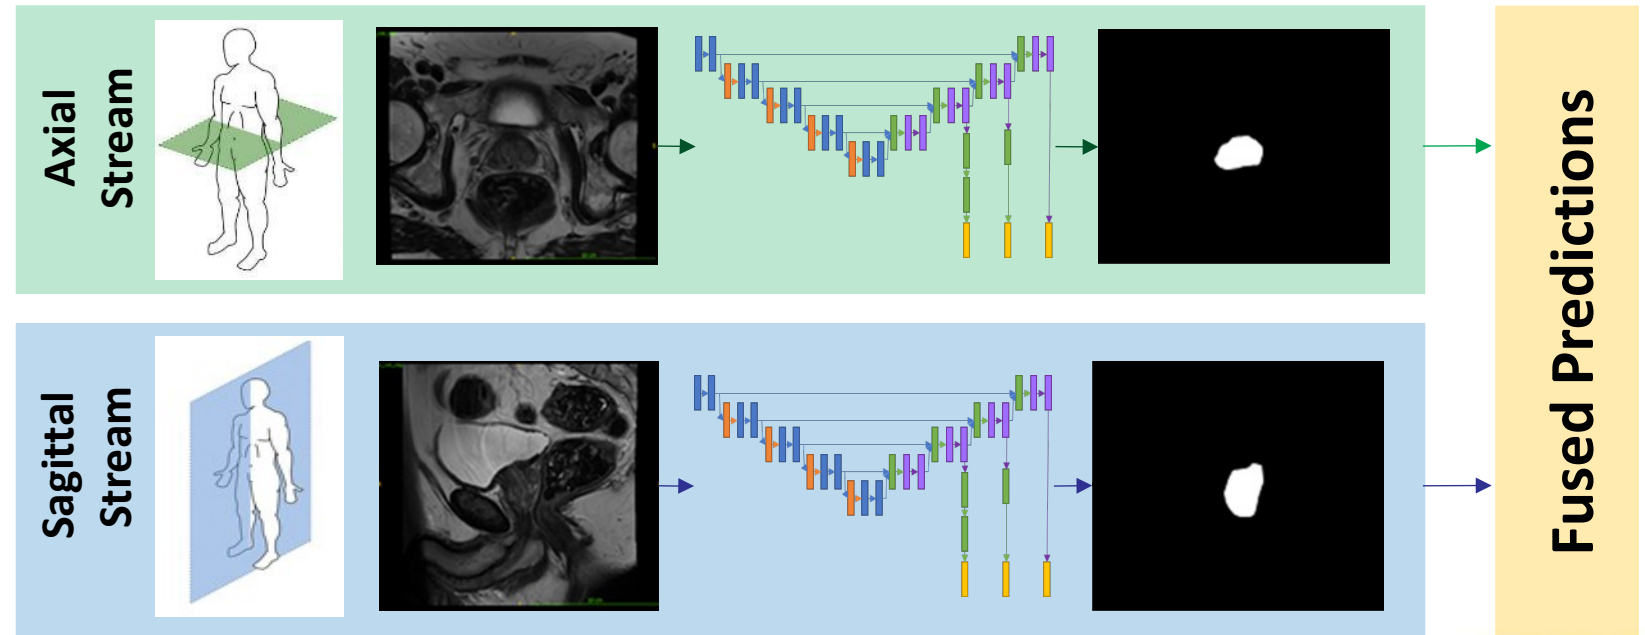 Axial
Stream
Sagittal
Stream
Fused Predictions